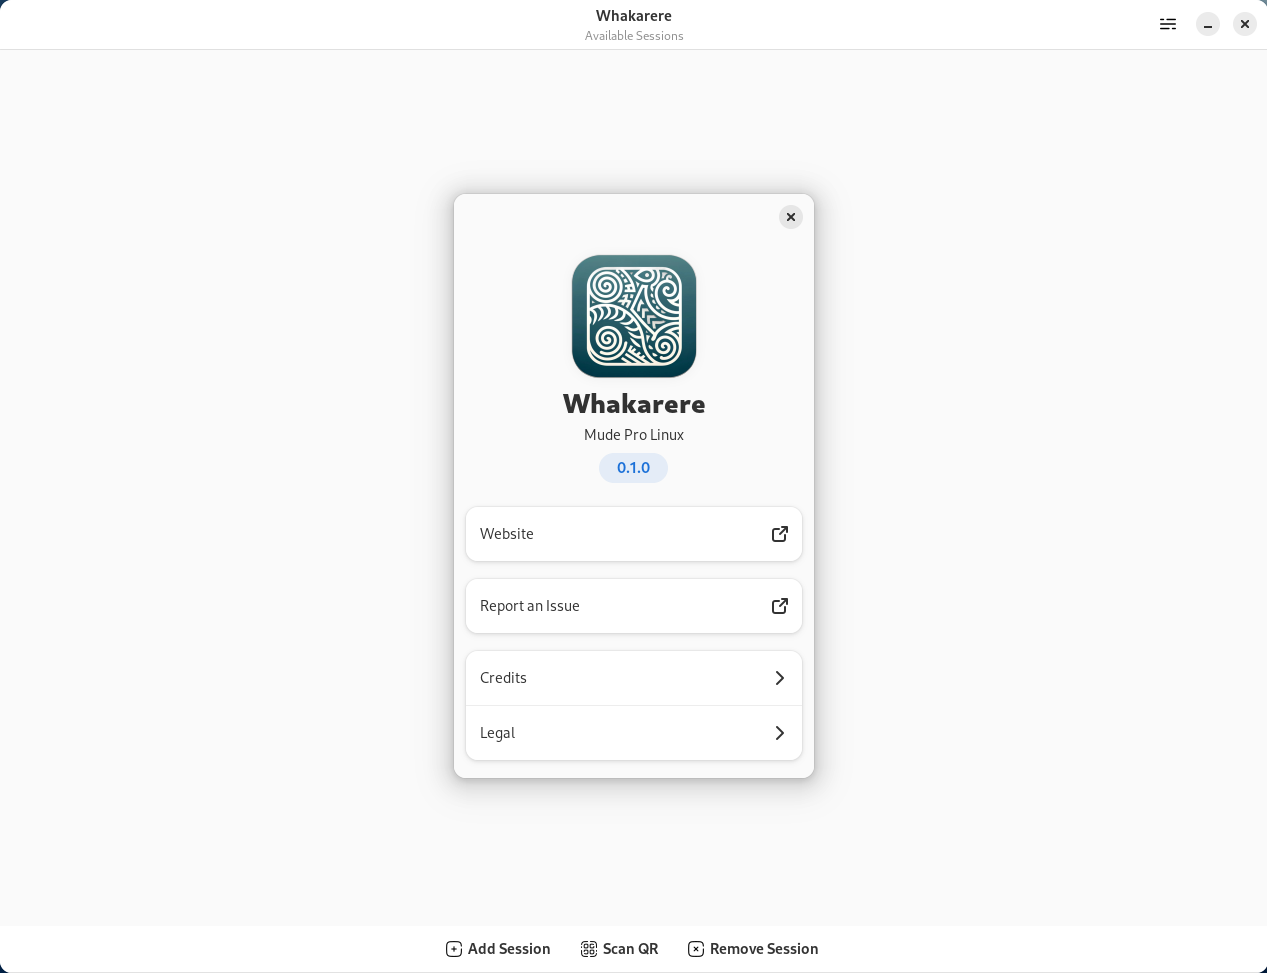 Whakarere
Available Sessions
Whakarere
Mude Pro Linux
0.1.0
Website
Report an Issue
Credits
Legal
Add Session Scan QR Remove Session